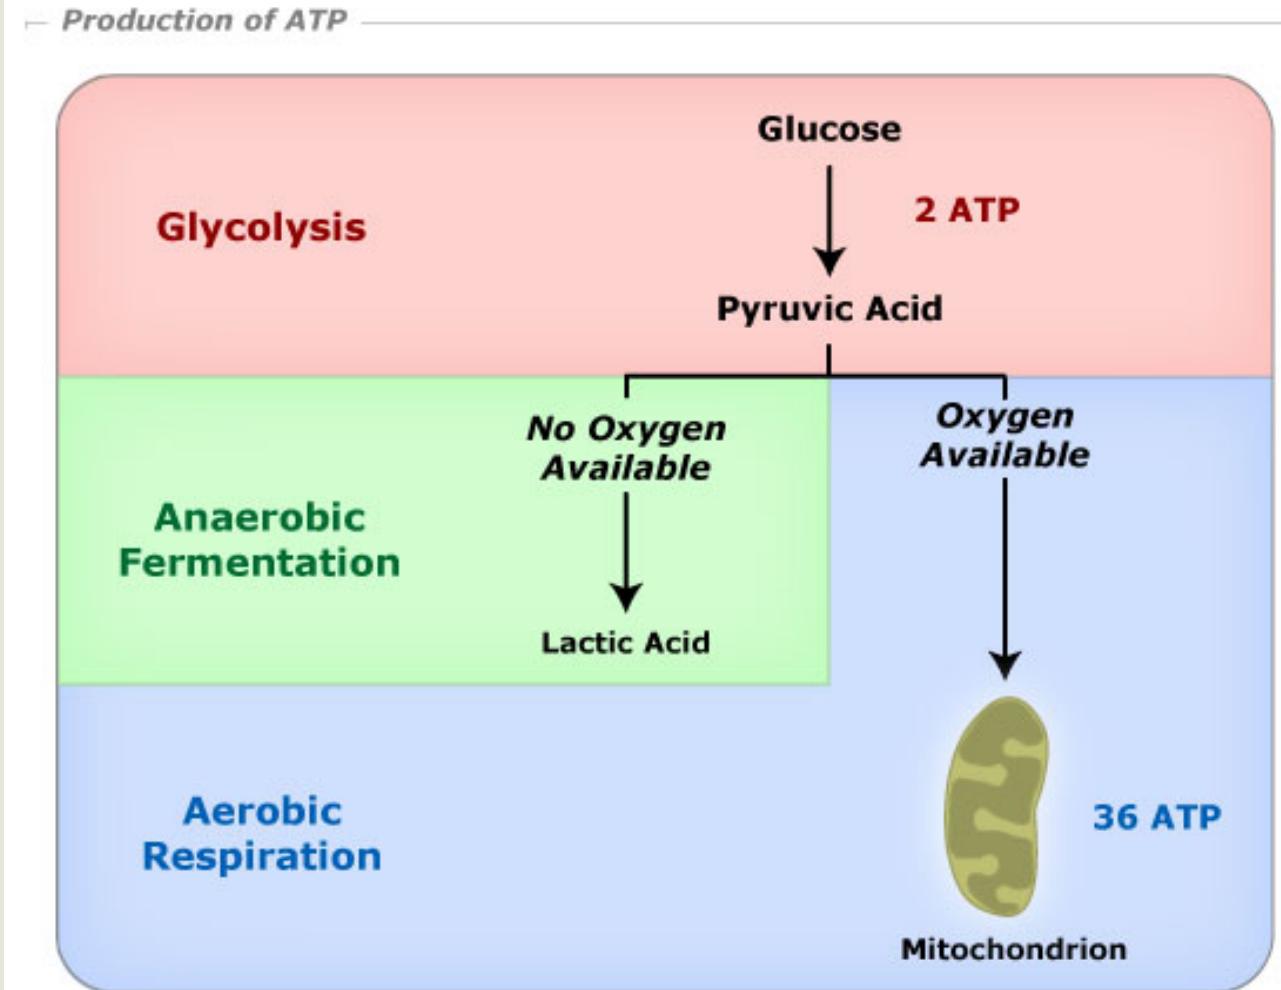 Production of ATP
Glucose
Glycolysis
2 ATP
Pyruvic Acid
No Oxygen
Available
Oxygen
Available
Anaerobic
Fermentation
Lactic Acid
Aerobic
Respiration
36 ATP
Mitochondrion